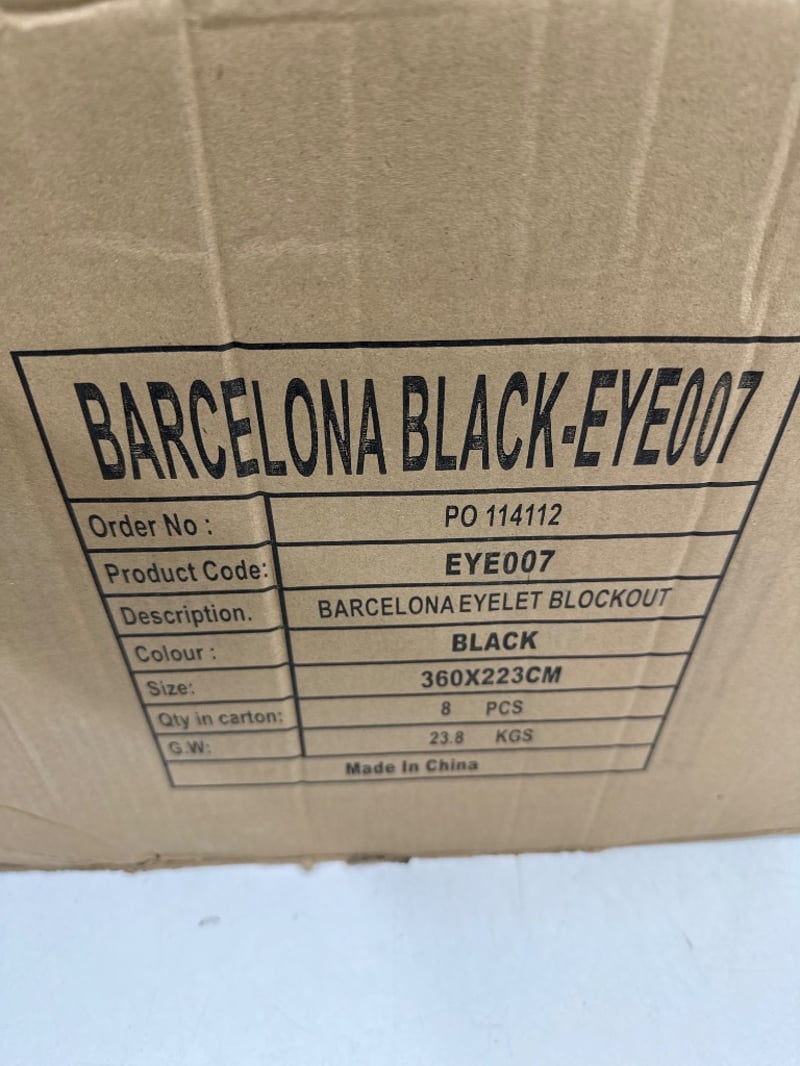 BARCELONA BLACK-EYE007
Order No : PO 114112
Product Code: EYE007
Description. BARCELONA EYELET BLOCKOUT
Colour : BLACK
Size: 360X223CM
Qty in carton: 8 PCS
G.W: 23.8 KGS
Made In China